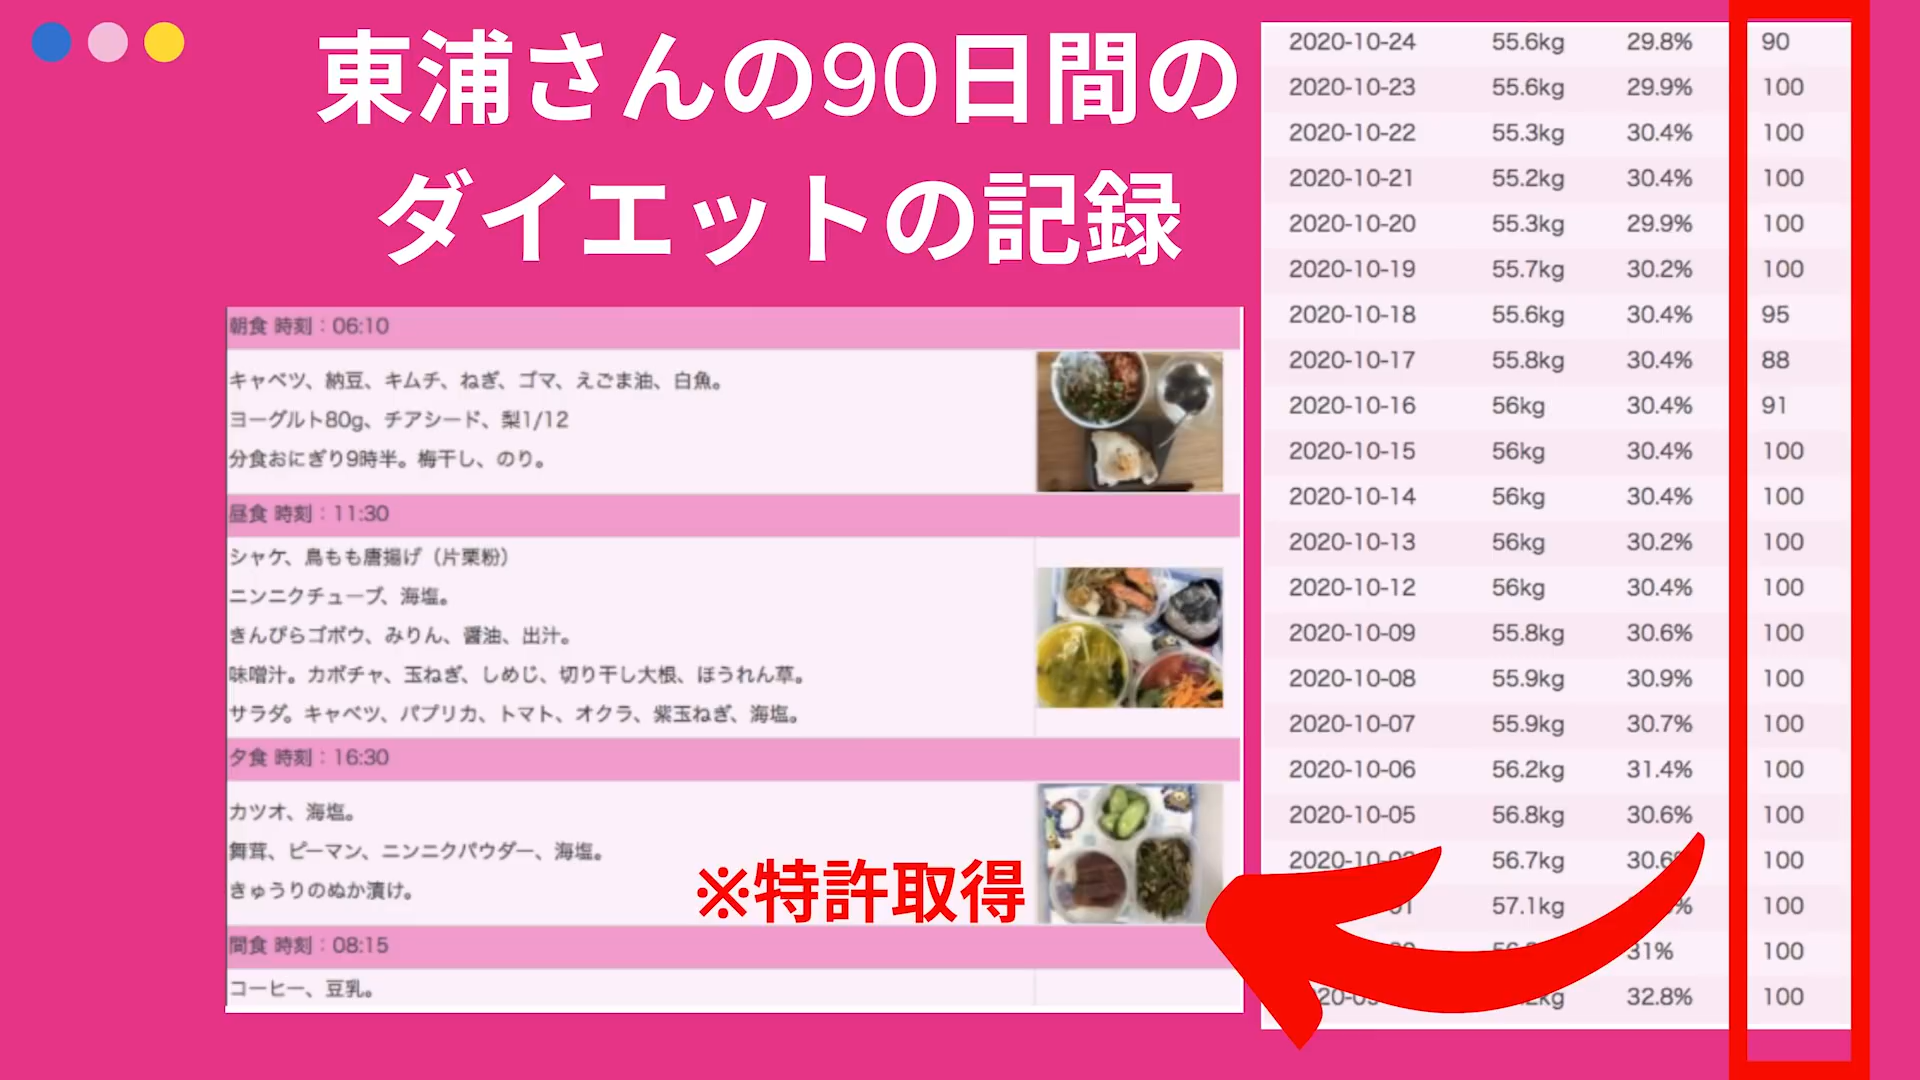 東浦さんの90日間の
ダイエットの記録
朝食 時刻：06:10
キャベツ、納豆、キムチ、ねぎ、ゴマ、えごま油、白魚。
ヨーグルト80g、チアシード、梨1/12
分食おにぎり9時半。梅干し、のり。
昼食 時刻：11:30
シャケ、鳥もも唐揚げ（片栗粉）
ニンニクチューブ、海塩。
きんぴらゴボウ、みりん、醤油、出汁。
味噌汁。カボチャ、玉ねぎ、しめじ、切り干し大根、ほうれん草。
サラダ。キャベツ、パプリカ、トマト、オクラ、紫玉ねぎ、海塩。
夕食 時刻：16:30
カツオ、海塩。
舞茸、ピーマン、ニンニクパウダー、海塩。
きゅうりのぬか漬け。
※特許取得
間食 時刻：08:15
コーヒー、豆乳。
2020-10-24 55.6kg 29.8% 90
2020-10-23 55.6kg 29.9% 100
2020-10-22 55.3kg 30.4% 100
2020-10-21 55.2kg 30.4% 100
2020-10-20 55.3kg 29.9% 100
2020-10-19 55.7kg 30.2% 100
2020-10-18 55.6kg 30.4% 95
2020-10-17 55.8kg 30.4% 88
2020-10-16 56kg 30.4% 91
2020-10-15 56kg 30.4% 100
2020-10-14 56kg 30.4% 100
2020-10-13 56kg 30.2% 100
2020-10-12 56kg 30.4% 100
2020-10-09 55.8kg 30.6% 100
2020-10-08 55.9kg 30.9% 100
2020-10-07 55.9kg 30.7% 100
2020-10-06 56.2kg 31.4% 100
2020-10-05 56.8kg 30.6% 100
56.7kg 100
57.1kg 100
31% 100
32.8% 100